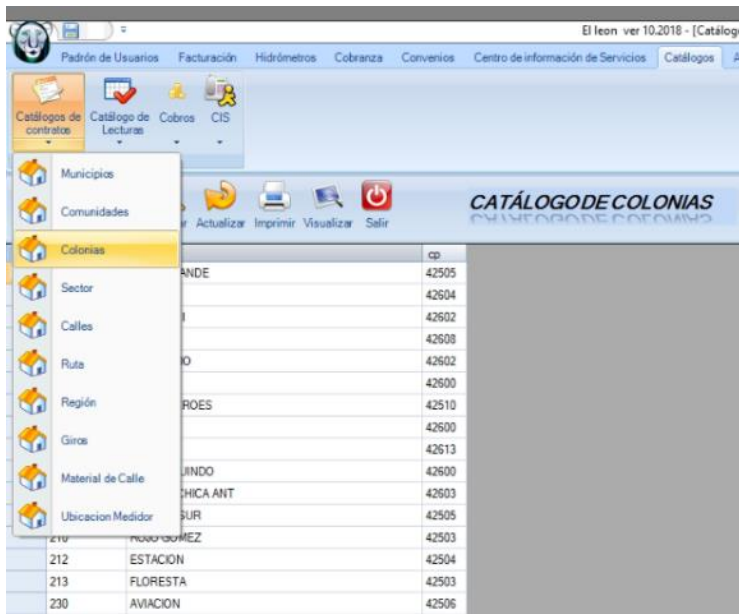 El leon ver 10.2018 - [Catálog
Padrón de Usuarios Facturación Hidrómetros Cobranza Convenios Centro de información de Servicios Catálogos A
Catálogos de contratos
Catálogo de Lecturas
Cobros
CIS
Municipios
Comunidades
Colonias
Sector
Calles
Ruta
Región
Giros
Material de Calle
Ubicacion Medidor
Actualizar Imprimir Visualizar Salir
CATÁLOGO DE COLONIAS
cp
ANDE 42505
42604
42602
42608
42602
42600
ROES 42510
42600
42613
42600
CHICA ANT 42603
SUR 42505
210 ROJO GOMEZ 42503
212 ESTACION 42504
213 FLORESTA 42503
230 AVIACION 42506